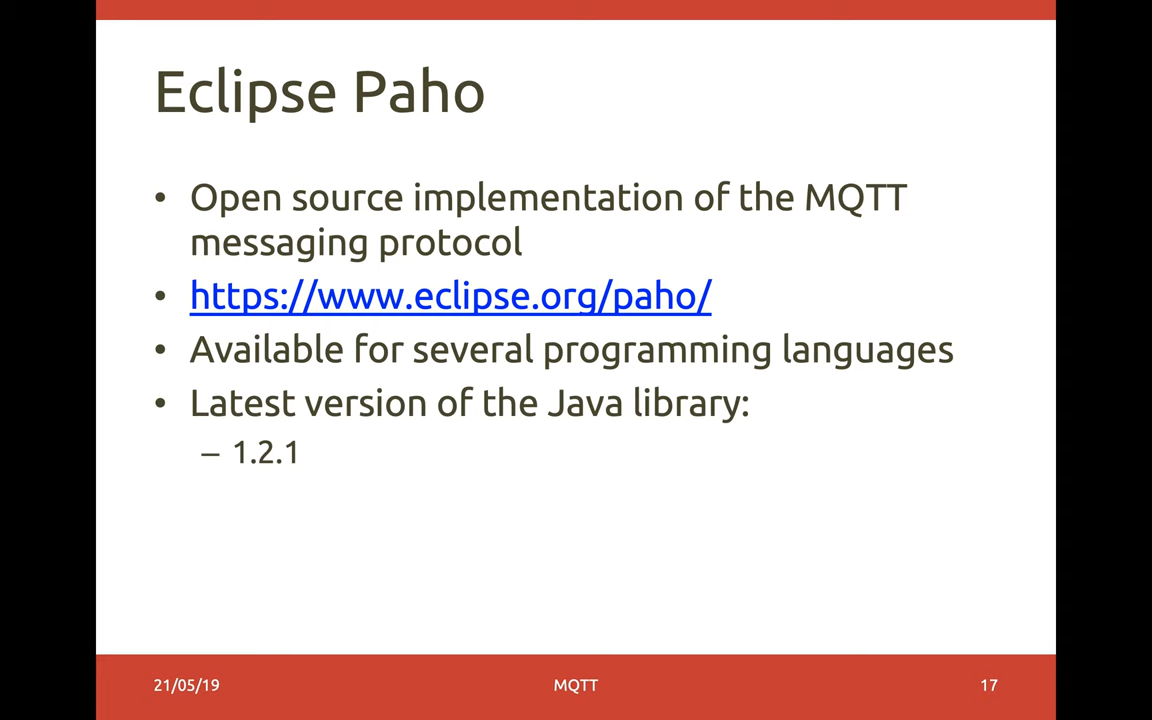 Eclipse Paho
• Open source implementation of the MQTT
messaging protocol
• https://www.eclipse.org/paho/
• Available for several programming languages
• Latest version of the Java library:
– 1.2.1
21/05/19 MQTT 17